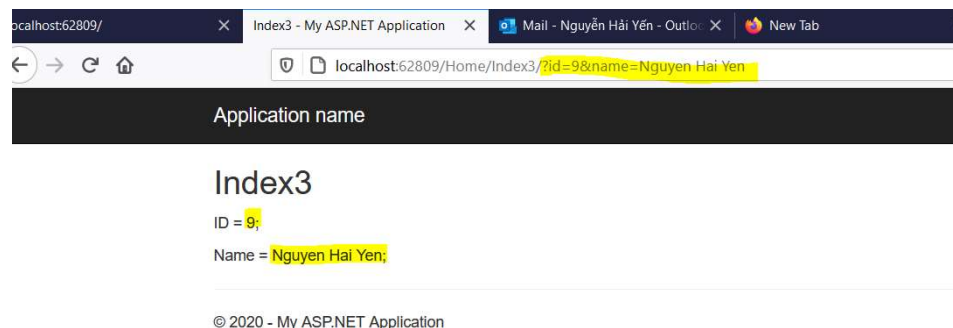 ocalhost:62809/ Index3 - My ASP.NET Application Mail - Nguyễn Hải Yến - Outloo New Tab
localhost:62809/Home/Index3/?id=9&name=Nguyen Hai Yen
Application name
Index3
ID = 9;
Name = Nguyen Hai Yen;
© 2020 - My ASP.NET Application